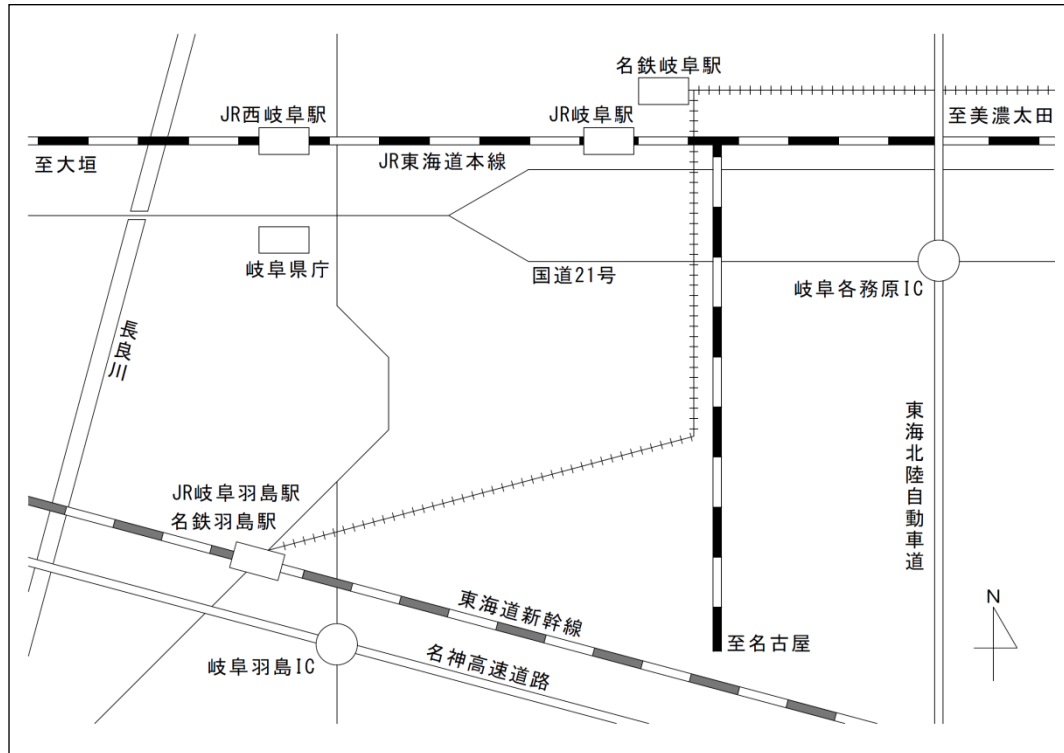 名鉄岐阜駅
JR西岐阜駅
JR岐阜駅
至美濃太田
至大垣
JR東海道本線
岐阜県庁
国道21号
岐阜各務原IC
長良川
東海北陸自動車道
JR岐阜羽島駅
名鉄羽島駅
東海道新幹線
N
至名古屋
岐阜羽島IC
名神高速道路